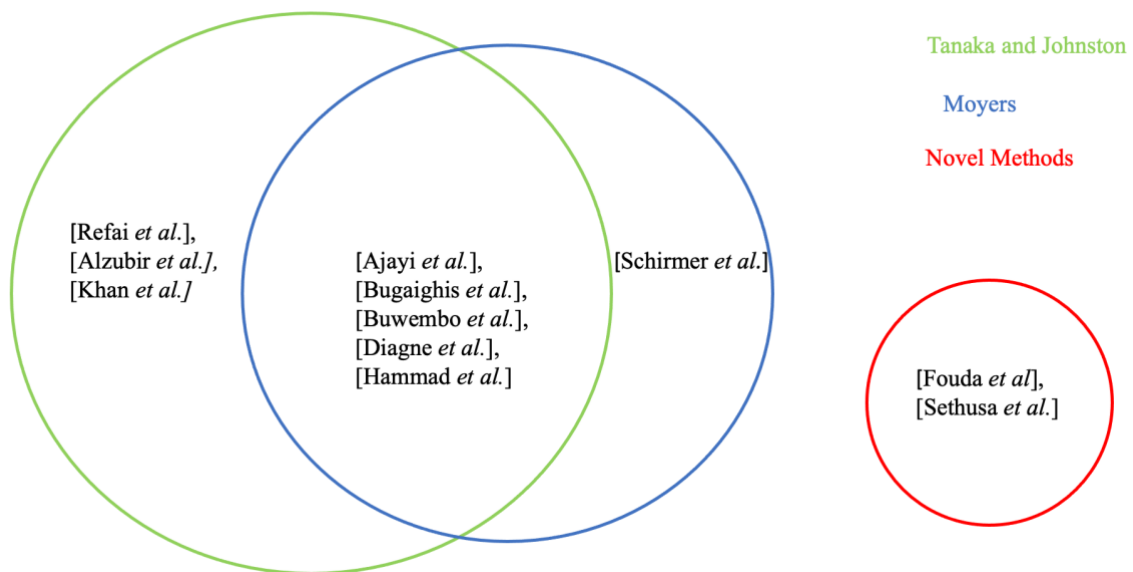 Tanaka and Johnston
Moyers
Novel Methods
[Refai et al.],
[Alzubir et al.],
[Khan et al.]
[Ajayi et al.],
[Bugaighis et al.],
[Buwembo et al.],
[Diagne et al.],
[Hammad et al.]
[Schirmer et al.]
[Fouda et al],
[Sethusa et al.]